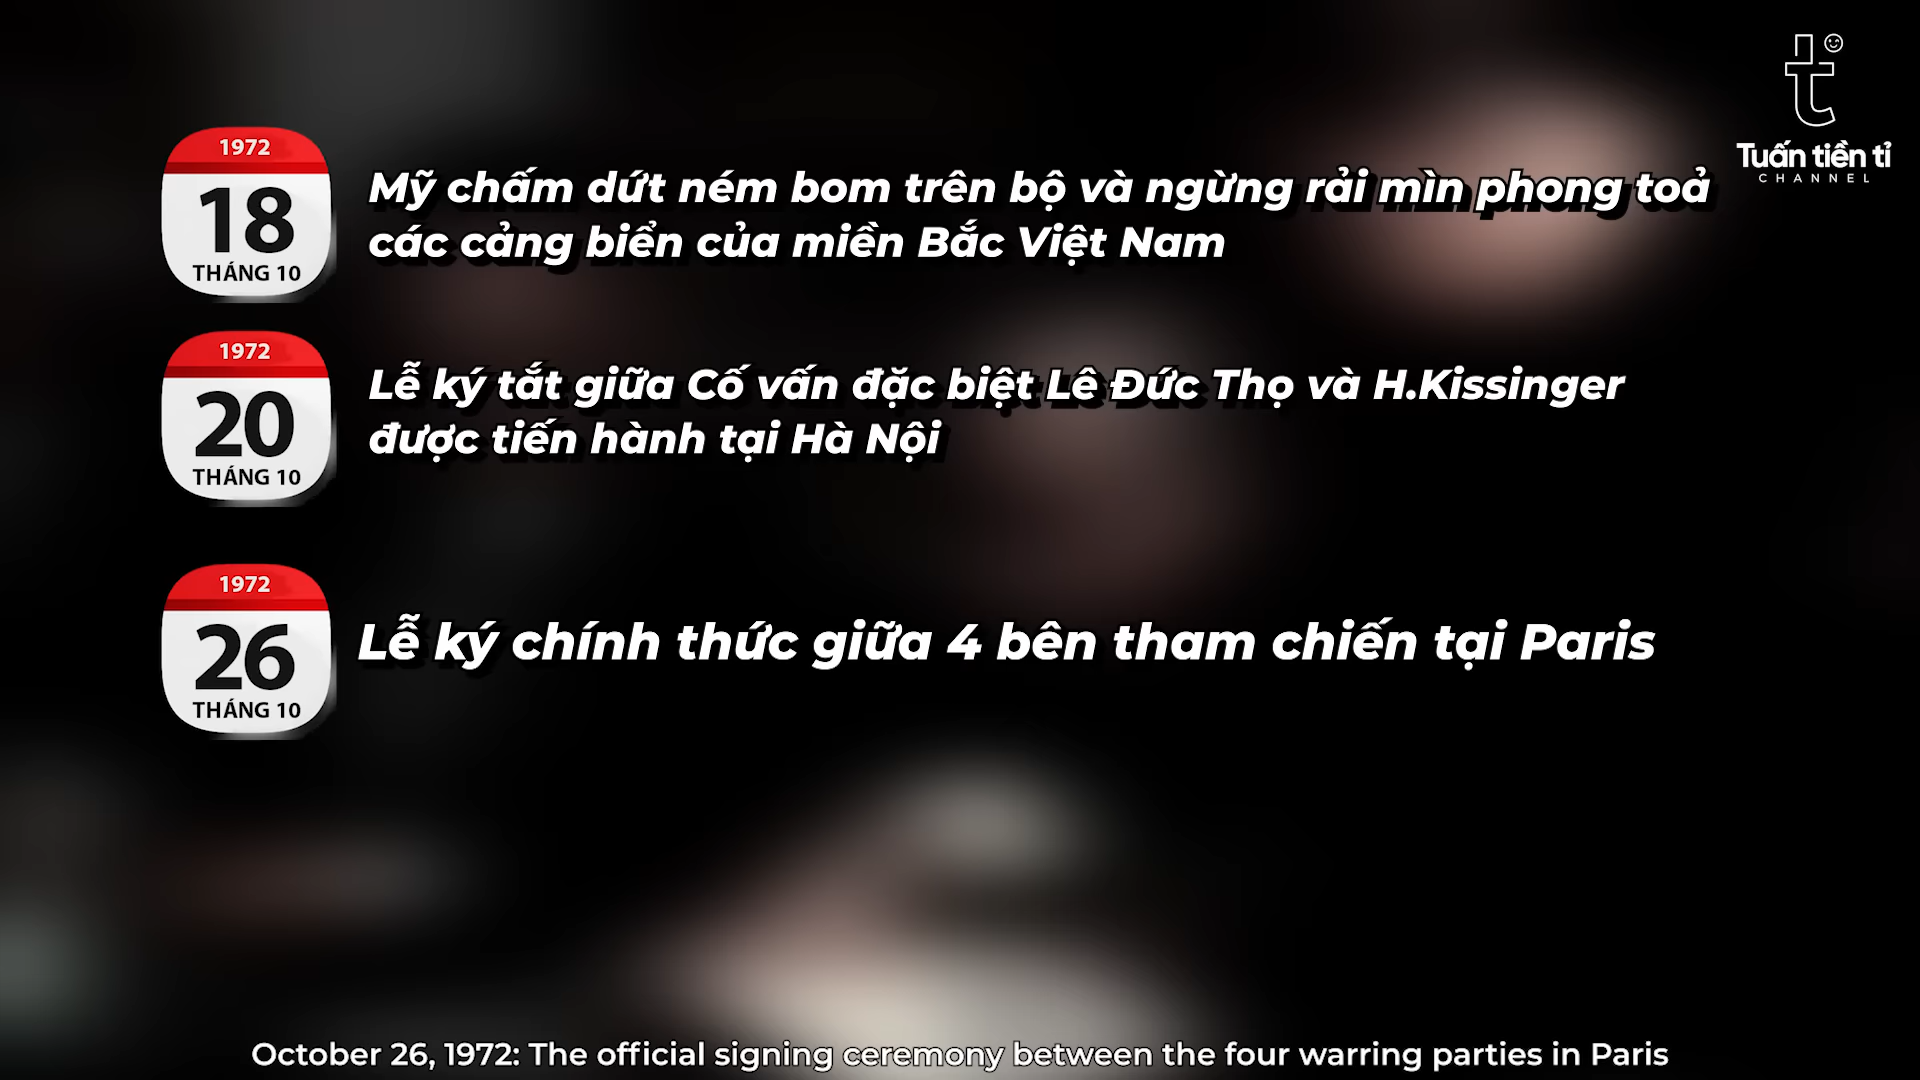 Tuấn tiền tỉ
CHANNEL
1972
18
THÁNG 10
Mỹ chấm dứt ném bom trên bộ và ngừng rải mìn phong toả
các cảng biển của miền Bắc Việt Nam
1972
20
THÁNG 10
Lễ ký tắt giữa Cố vấn đặc biệt Lê Đức Thọ và H.Kissinger
được tiến hành tại Hà Nội
1972
26
THÁNG 10
Lễ ký chính thức giữa 4 bên tham chiến tại Paris
October 26, 1972: The official signing ceremony between the four warring parties in Paris